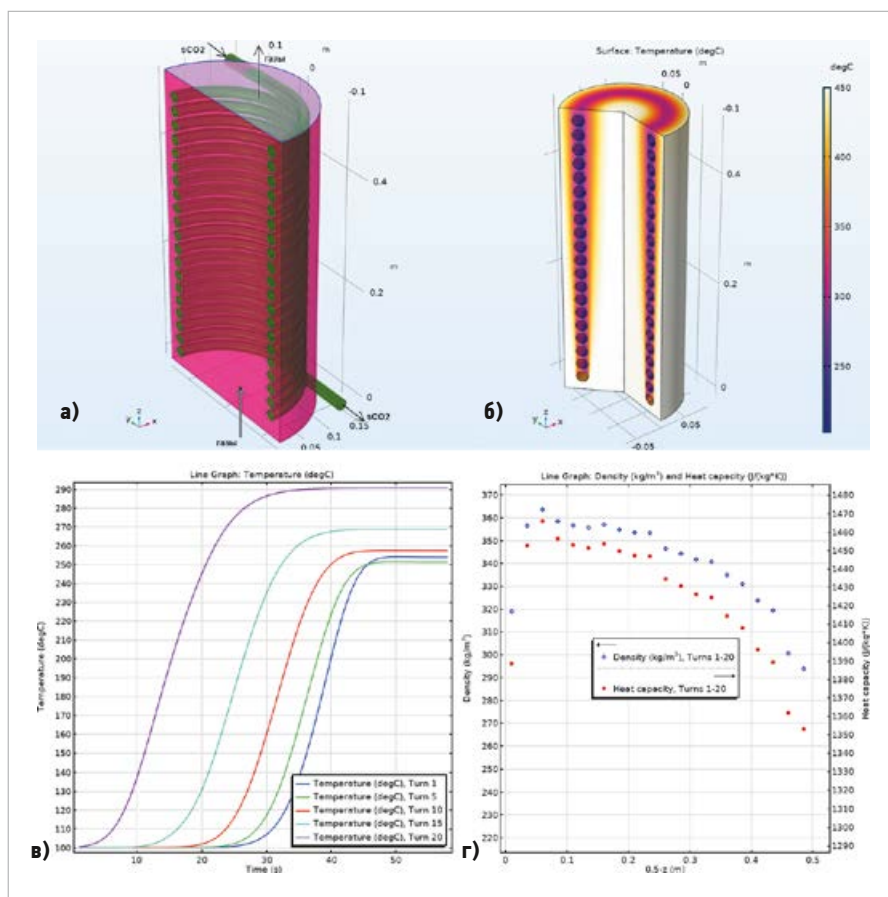 sCO2
0.1
m
газы
0
-0.1
0.4
m
0.2
0
0.15
0.1
0.05
sCO2
газы
z
y x
а)
Surface: Temperature (degC)
degC
0.05
m
0
-0.1
0.4
m
0.2
0
0.05
-0.05
450
400
350
300
250
z
y x
б)
Line Graph: Temperature (degC)
Temperature (degC)
290
280
270
260
250
240
230
220
210
200
190
180
170
160
150
140
130
120
110
100
10
20
30
40
50
Time (s)
Temperature (degC), Turn 1
Temperature (degC), Turn 5
Temperature (degC), Turn 10
Temperature (degC), Turn 15
Temperature (degC), Turn 20
в)
Line Graph: Density (kg/m³) and Heat capacity (J/(kg*K))
Density (kg/m³)
370
360
350
340
330
320
310
300
290
280
270
260
250
240
230
220
0
0.1
0.2
0.3
0.4
0.5
0.5-z (m)
Density (kg/m³), Turns 1-20
Heat capacity, Turns 1-20
1480
1470
1460
1450
1440
1430
1420
1410
1400
1390
1380
1370
1360
1350
1340
1330
1320
1310
1300
1290
Heat capacity (J/(kg*K))
г)